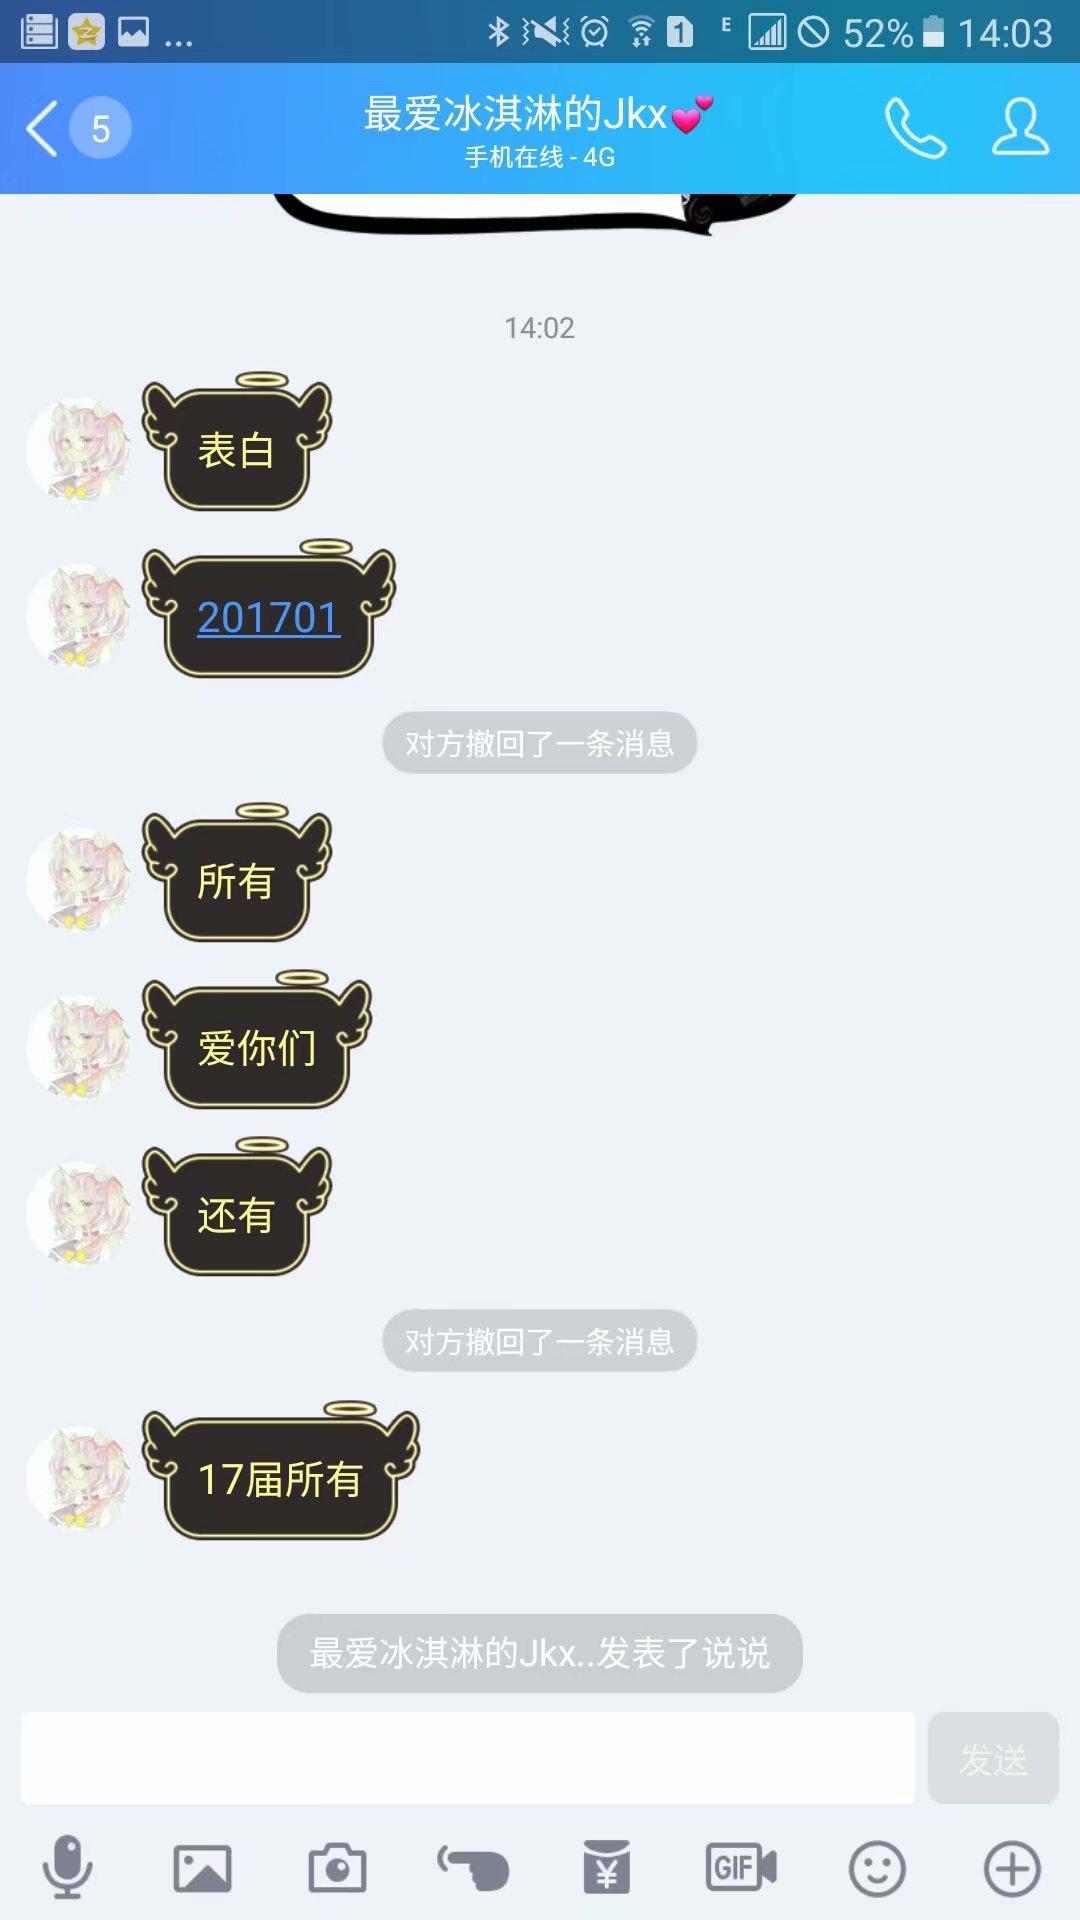 ... 1 E 52% 14:03
5
最爱冰淇淋的Jkx💕
手机在线 - 4G
14:02
表白
201701
对方撤回了一条消息
所有
爱你们
还有
对方撤回了一条消息
17届所有
最爱冰淇淋的Jkx..发表了说说
发送
¥
GIF